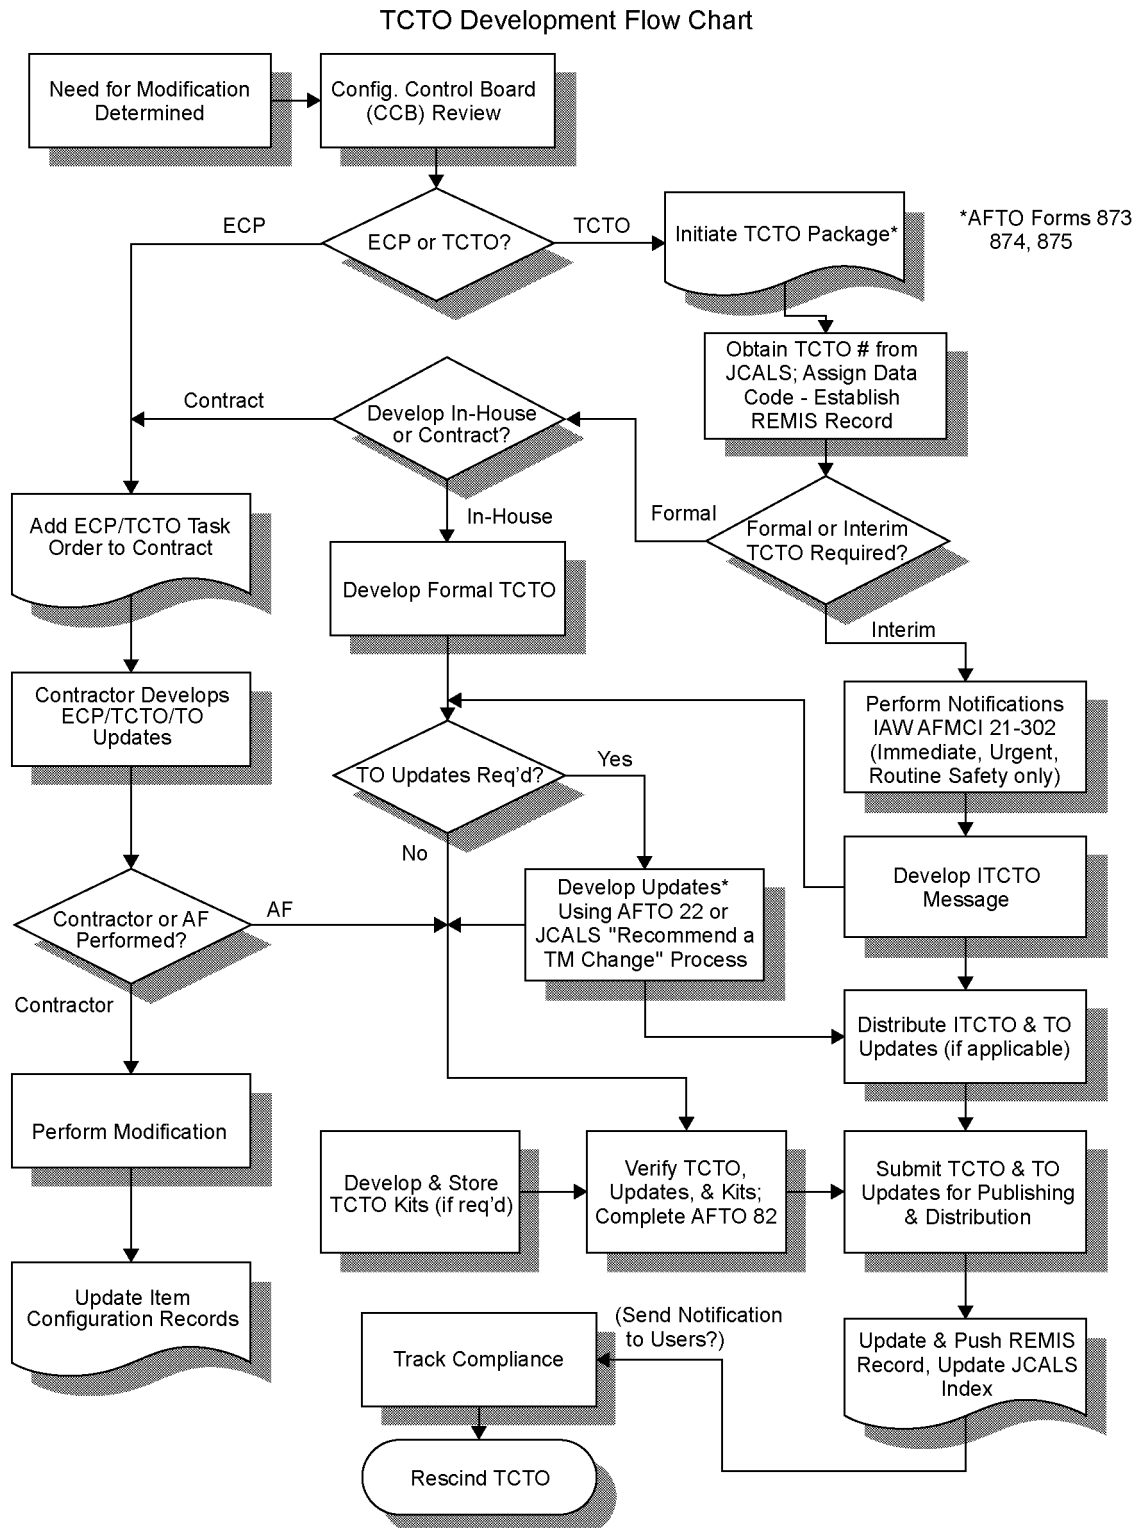 TCTO Development Flow Chart
Need for Modification
Determined
Config. Control Board
(CCB) Review
ECP
ECP or TCTO?
TCTO
Initiate TCTO Package*
*AFTO Forms 873
874, 875
Obtain TCTO # from
JCALS; Assign Data
Code - Establish
REMIS Record
Contract
Develop In-House
or Contract?
In-House
Formal
Formal or Interim
TCTO Required?
Interim
Add ECP/TCTO Task
Order to Contract
Develop Formal TCTO
Contractor Develops
ECP/TCTO/TO
Updates
Perform Notifications
IAW AFMCI 21-302
(Immediate, Urgent,
Routine Safety only)
TO Updates Req'd?
Yes
No
Develop Updates*
Using AFTO 22 or
JCALS "Recommend a
TM Change" Process
Develop ITCTO
Message
Contractor or AF
Performed?
AF
Contractor
Distribute ITCTO & TO
Updates (if applicable)
Perform Modification
Develop & Store
TCTO Kits (if req'd)
Verify TCTO,
Updates, & Kits;
Complete AFTO 82
Submit TCTO & TO
Updates for Publishing
& Distribution
Update Item
Configuration Records
Track Compliance
(Send Notification
to Users?)
Update & Push REMIS
Record, Update JCALS
Index
Rescind TCTO